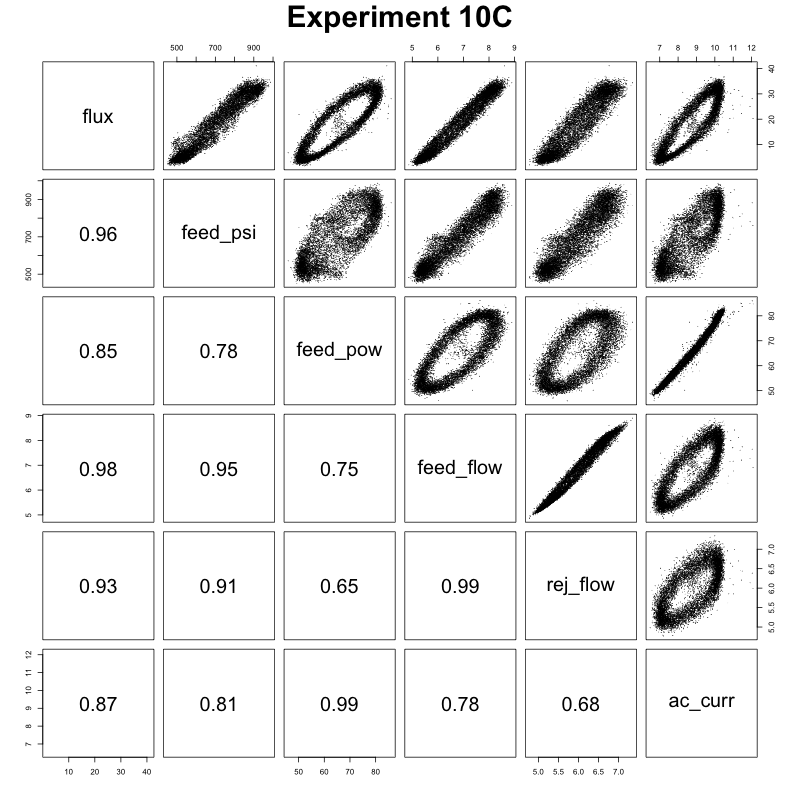 Experiment 10C
500 700 900 5 6 7 8 9 7 8 9 10 11 12
flux
10 20 30 40
500 700 900
0.96 feed_psi
0.85 0.78 feed_pow
50 60 70 80
5 6 7 8 9
0.98 0.95 0.75 feed_flow
0.93 0.91 0.65 0.99 rej_flow
5.0 5.5 6.0 6.5 7.0
7 8 9 10 11 12
0.87 0.81 0.99 0.78 0.68 ac_curr
10 20 30 40 50 60 70 80 5.0 5.5 6.0 6.5 7.0